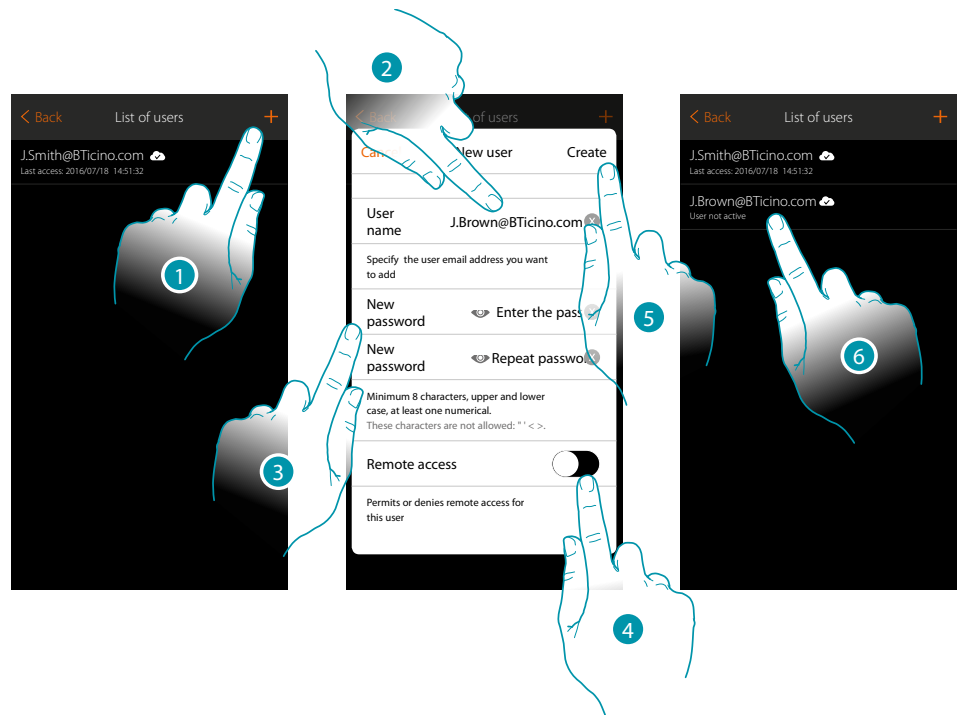 < Back List of users +
J.Smith@BTicino.com
Last access: 2016/07/18 14:51:32
1
2
of users +
New user Create
User
name
J.Brown@BTicino.com
Specify the user email address you want
to add
New
password
Enter the pass
New
password
Repeat passwo
Minimum 8 characters, upper and lower
case, at least one numerical.
These characters are not allowed: " ' < >.
Remote access
Permits or denies remote access for
this user
3
4
5
< Back List of users +
J.Smith@BTicino.com
Last access: 2016/07/18 14:51:32
J.Brown@BTicino.com
User not active
6